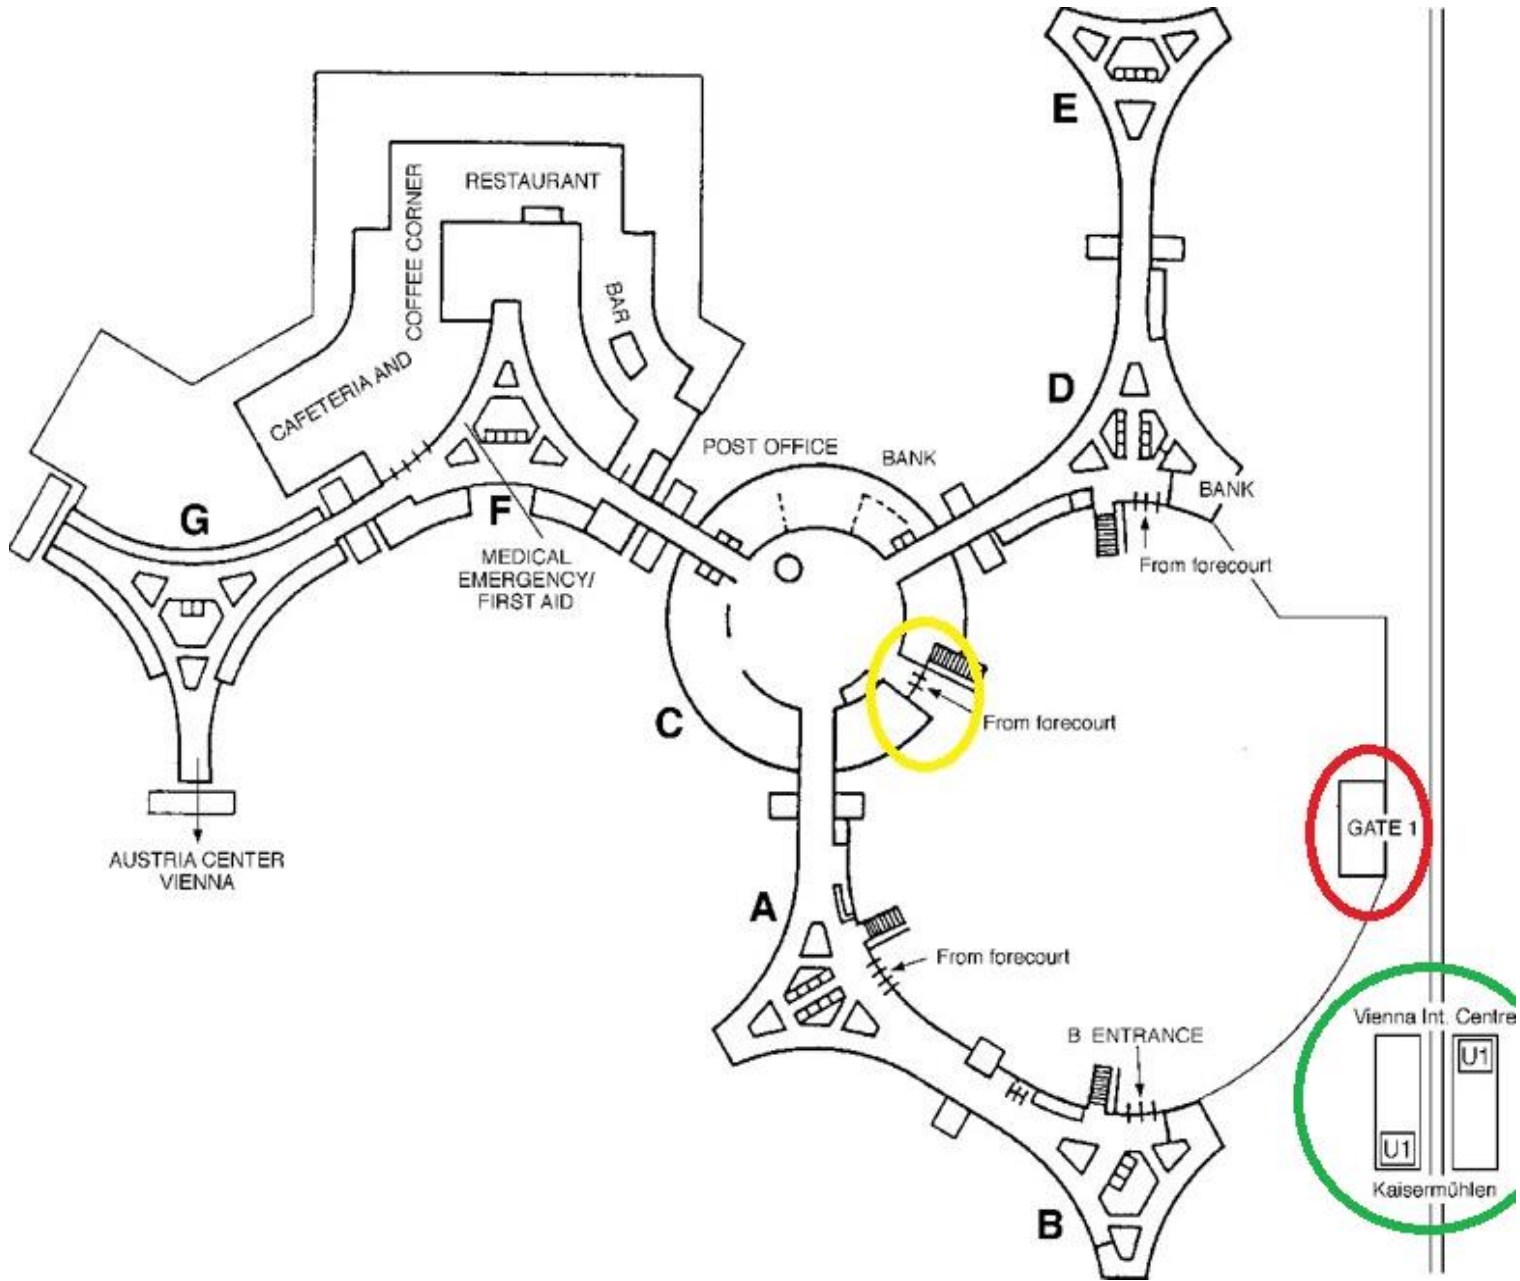 E
RESTAURANT
COFFEE CORNER
BAR
CAFETERIA AND
D
POST OFFICE
BANK
BANK
G
F
From forecourt
MEDICAL
EMERGENCY/
FIRST AID
C
From forecourt
GATE 1
AUSTRIA CENTER
VIENNA
A
From forecourt
B ENTRANCE
Vienna Int. Centre
U1
U1
Kaisermühlen
B